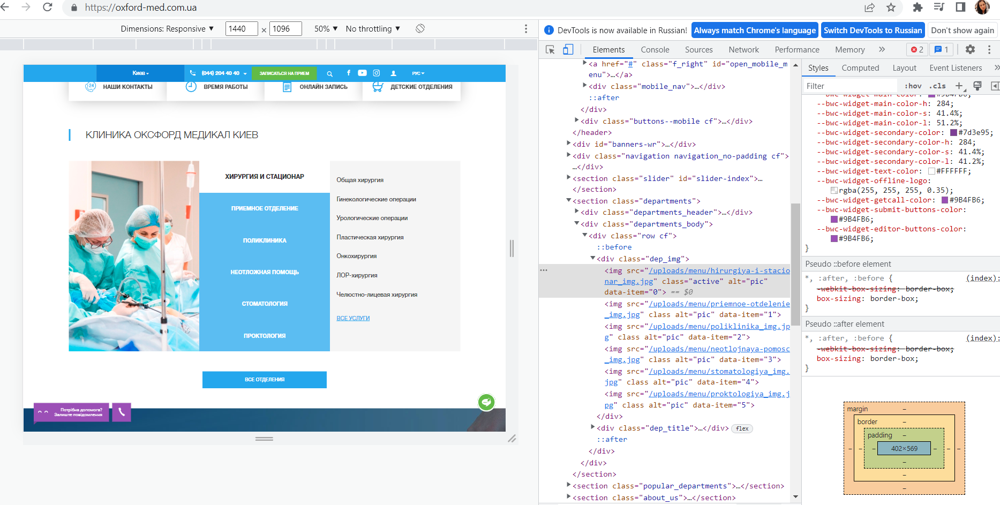 https://oxford-med.com.ua
Dimensions: Responsive ▼ 1440 × 1096 50% ▼ No throttling ▼
DevTools is now available in Russian! Always match Chrome's language Switch DevTools to Russian Don't show again
Elements Console Sources Network Performance Memory » 2 1
Киев
(044) 204 40 40
ЗАПИСАТЬСЯ НА ПРИЕМ
РУС
НАШИ КОНТАКТЫ
ВРЕМЯ РАБОТЫ
ОНЛАЙН ЗАПИСЬ
ДЕТСКИЕ ОТДЕЛЕНИЯ
КЛИНИКА ОКСФОРД МЕДИКАЛ КИЕВ
ХИРУРГИЯ И СТАЦИОНАР
ПРИЕМНОЕ ОТДЕЛЕНИЕ
ПОЛИКЛИНИКА
НЕОТЛОЖНАЯ ПОМОЩЬ
СТОМАТОЛОГИЯ
ПРОКТОЛОГИЯ
Общая хирургия
Гинекологические операции
Урологические операции
Пластическая хирургия
Онкохирургия
ЛОР-хирургия
Челюстно-лицевая хирургия
ВСЕ УСЛУГИ
ВСЕ ОТДЕЛЕНИЯ
Потрібна допомога?
Залиште повідомлення
<a href="#" class="f_right" id="open_mobile_m
enu">…</a>
<div class="mobile_nav">…</div>
::after
</div>
<div class="buttons--mobile cf">…</div>
</header>
<div id="banners-wr">…</div>
<div class="navigation navigation_no-padding cf">
…</div>
<section class="slider" id="slider-index">…
</section>
<section class="departments">
<div class="departments_header">…</div>
<div class="departments_body">
<div class="row cf">
::before
<div class="dep_img">
<img src="/uploads/menu/hirurgiya-i-stacio
nar_img.jpg" class="active" alt="pic"
data-item="0"> == $0
<img src="/uploads/menu/priemnoe-otdelenie
_img.jpg" class alt="pic" data-item="1">
<img src="/uploads/menu/poliklinika_img.jp
g" class alt="pic" data-item="2">
<img src="/uploads/menu/neotlojnaya-pomosc
_img.jpg" class alt="pic" data-item="3">
<img src="/uploads/menu/stomatologiya_img.
jpg" class alt="pic" data-item="4">
<img src="/uploads/menu/proktologiya_img.j
pg" class alt="pic" data-item="5">
</div>
<div class="dep_title">…</div> flex
::after
</div>
</div>
</section>
<section class="popular_departments">…</section>
<section class="about_us">…</section>
Styles Computed Layout Event Listeners »
Filter :hov .cls +
--bwc-widget-main-color: #9B4FB6;
--bwc-widget-main-color-h: 284;
--bwc-widget-main-color-s: 41.4%;
--bwc-widget-main-color-l: 51.2%;
--bwc-widget-secondary-color: #7d3e95;
--bwc-widget-secondary-color-h: 284;
--bwc-widget-secondary-color-s: 41.4%;
--bwc-widget-secondary-color-l: 41.2%;
--bwc-widget-text-color: #FFFFFF;
--bwc-widget-offline-logo:
rgba(255, 255, 255, 0.35);
--bwc-widget-getcall-color: #9B4FB6;
--bwc-widget-submit-buttons-color:
#9B4FB6;
--bwc-widget-editor-buttons-color:
#9B4FB6;
}
Pseudo ::before element
*, :after, :before { (index):
-webkit-box-sizing: border-box;
box-sizing: border-box;
}
Pseudo ::after element
*, :after, :before { (index):
-webkit-box-sizing: border-box;
box-sizing: border-box;
}
margin –
border –
padding –
– – – 402×569 – – –
–
–
–